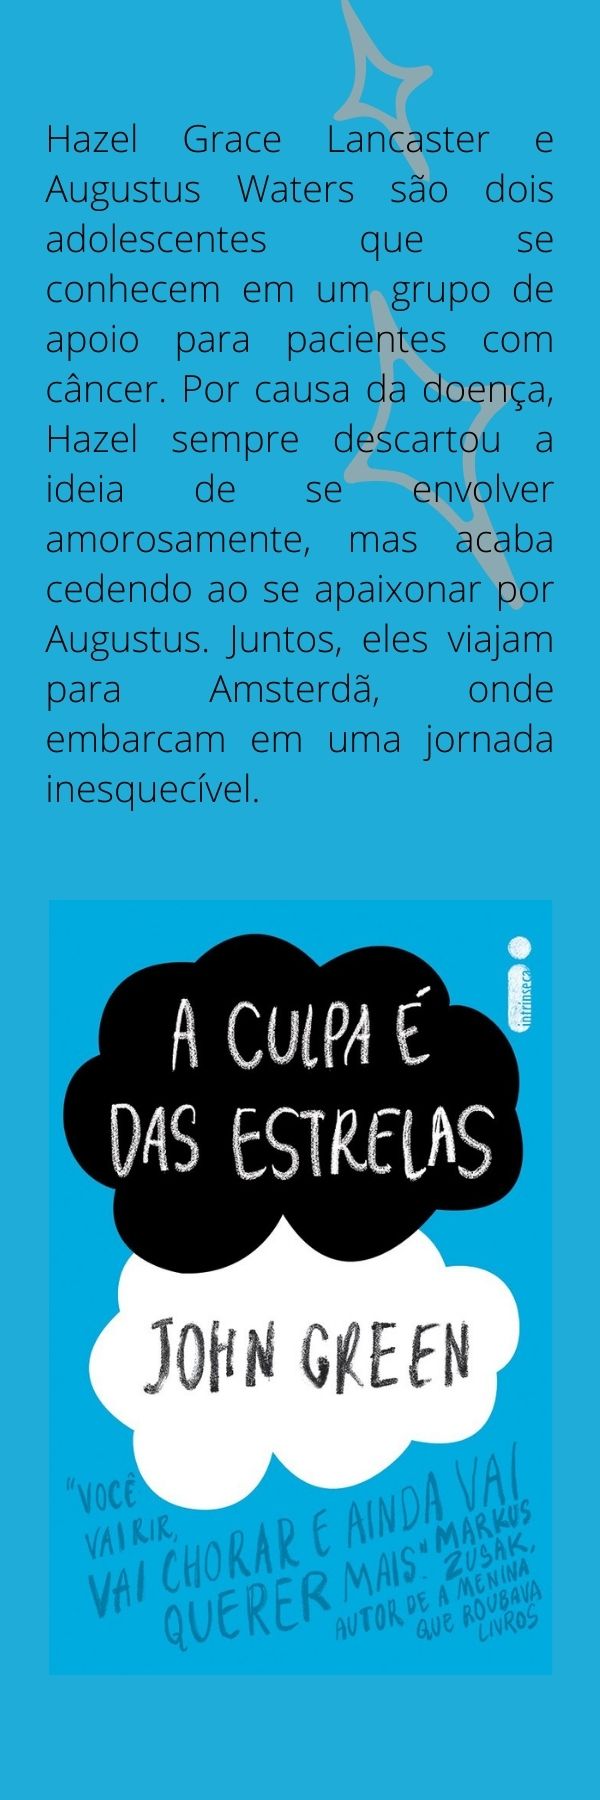 Hazel Grace Lancaster e
Augustus Waters são dois
adolescentes que se
conhecem em um grupo de
apoio para pacientes com
câncer. Por causa da doença,
Hazel sempre descartou a
ideia de se envolver
amorosamente, mas acaba
cedendo ao se apaixonar por
Augustus. Juntos, eles viajam
para Amsterdã, onde
embarcam em uma jornada
inesquecível.
intrínseca
A CULPA É
DAS ESTRELAS
JOHN GREEN
"VOCÊ
VAI RIR,
VAI CHORAR E AINDA VAI
QUERER MAIS." MARKUS
ZUSAK,
AUTOR DE A MENINA
QUE ROUBAVA
LIVROS